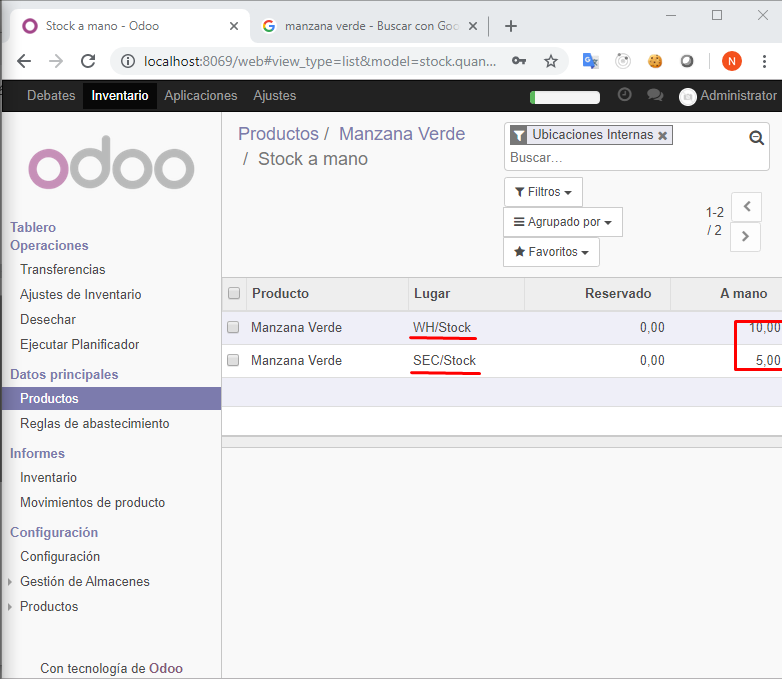 Stock a mano - Odoo
manzana verde - Buscar con Goo
localhost:8069/web#view_type=list&model=stock.quan...
N
Debates Inventario Aplicaciones Ajustes Administrator
odoo
Productos / Manzana Verde
/ Stock a mano
Ubicaciones Internas
Buscar...
Filtros
Agrupado por
Favoritos
1-2
/ 2
Tablero
Operaciones
Transferencias
Ajustes de Inventario
Desechar
Ejecutar Planificador
Datos principales
Productos
Reglas de abastecimiento
Informes
Inventario
Movimientos de producto
Configuración
Configuración
Gestión de Almacenes
Productos
Con tecnología de Odoo
Producto Lugar Reservado A mano
Manzana Verde WH/Stock 0,00 10,00
Manzana Verde SEC/Stock 0,00 5,00